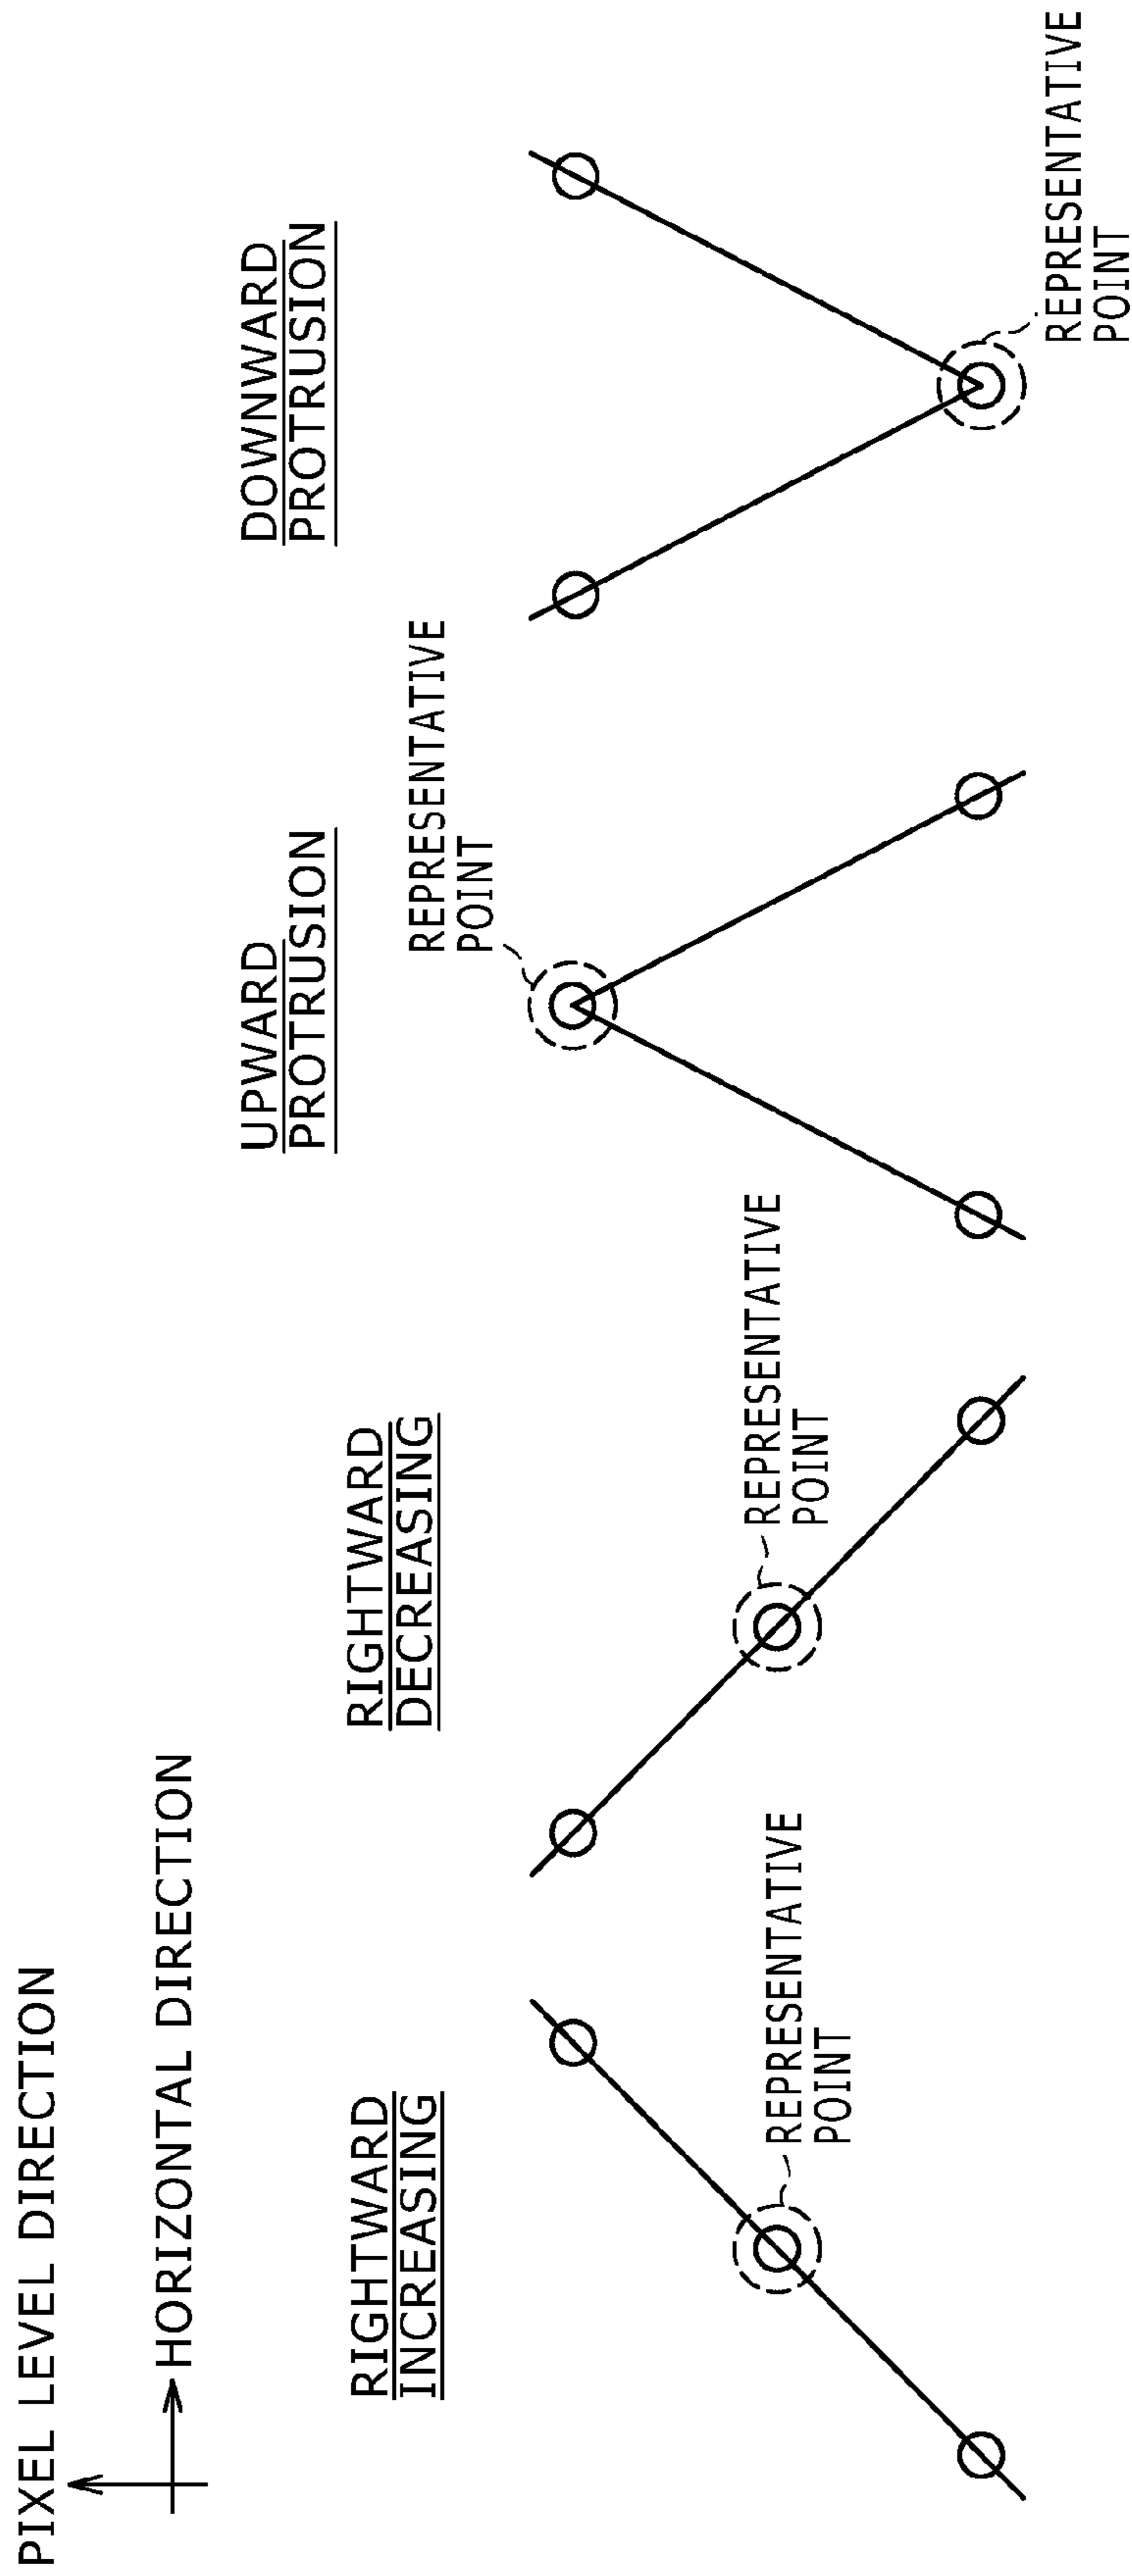 PIXEL LEVEL DIRECTION
HORIZONTAL DIRECTION
RIGHTWARD
INCREASING
REPRESENTATIVE
POINT
RIGHTWARD
DECREASING
REPRESENTATIVE
POINT
UPWARD
PROTRUSION
REPRESENTATIVE
POINT
DOWNWARD
PROTRUSION
REPRESENTATIVE
POINT